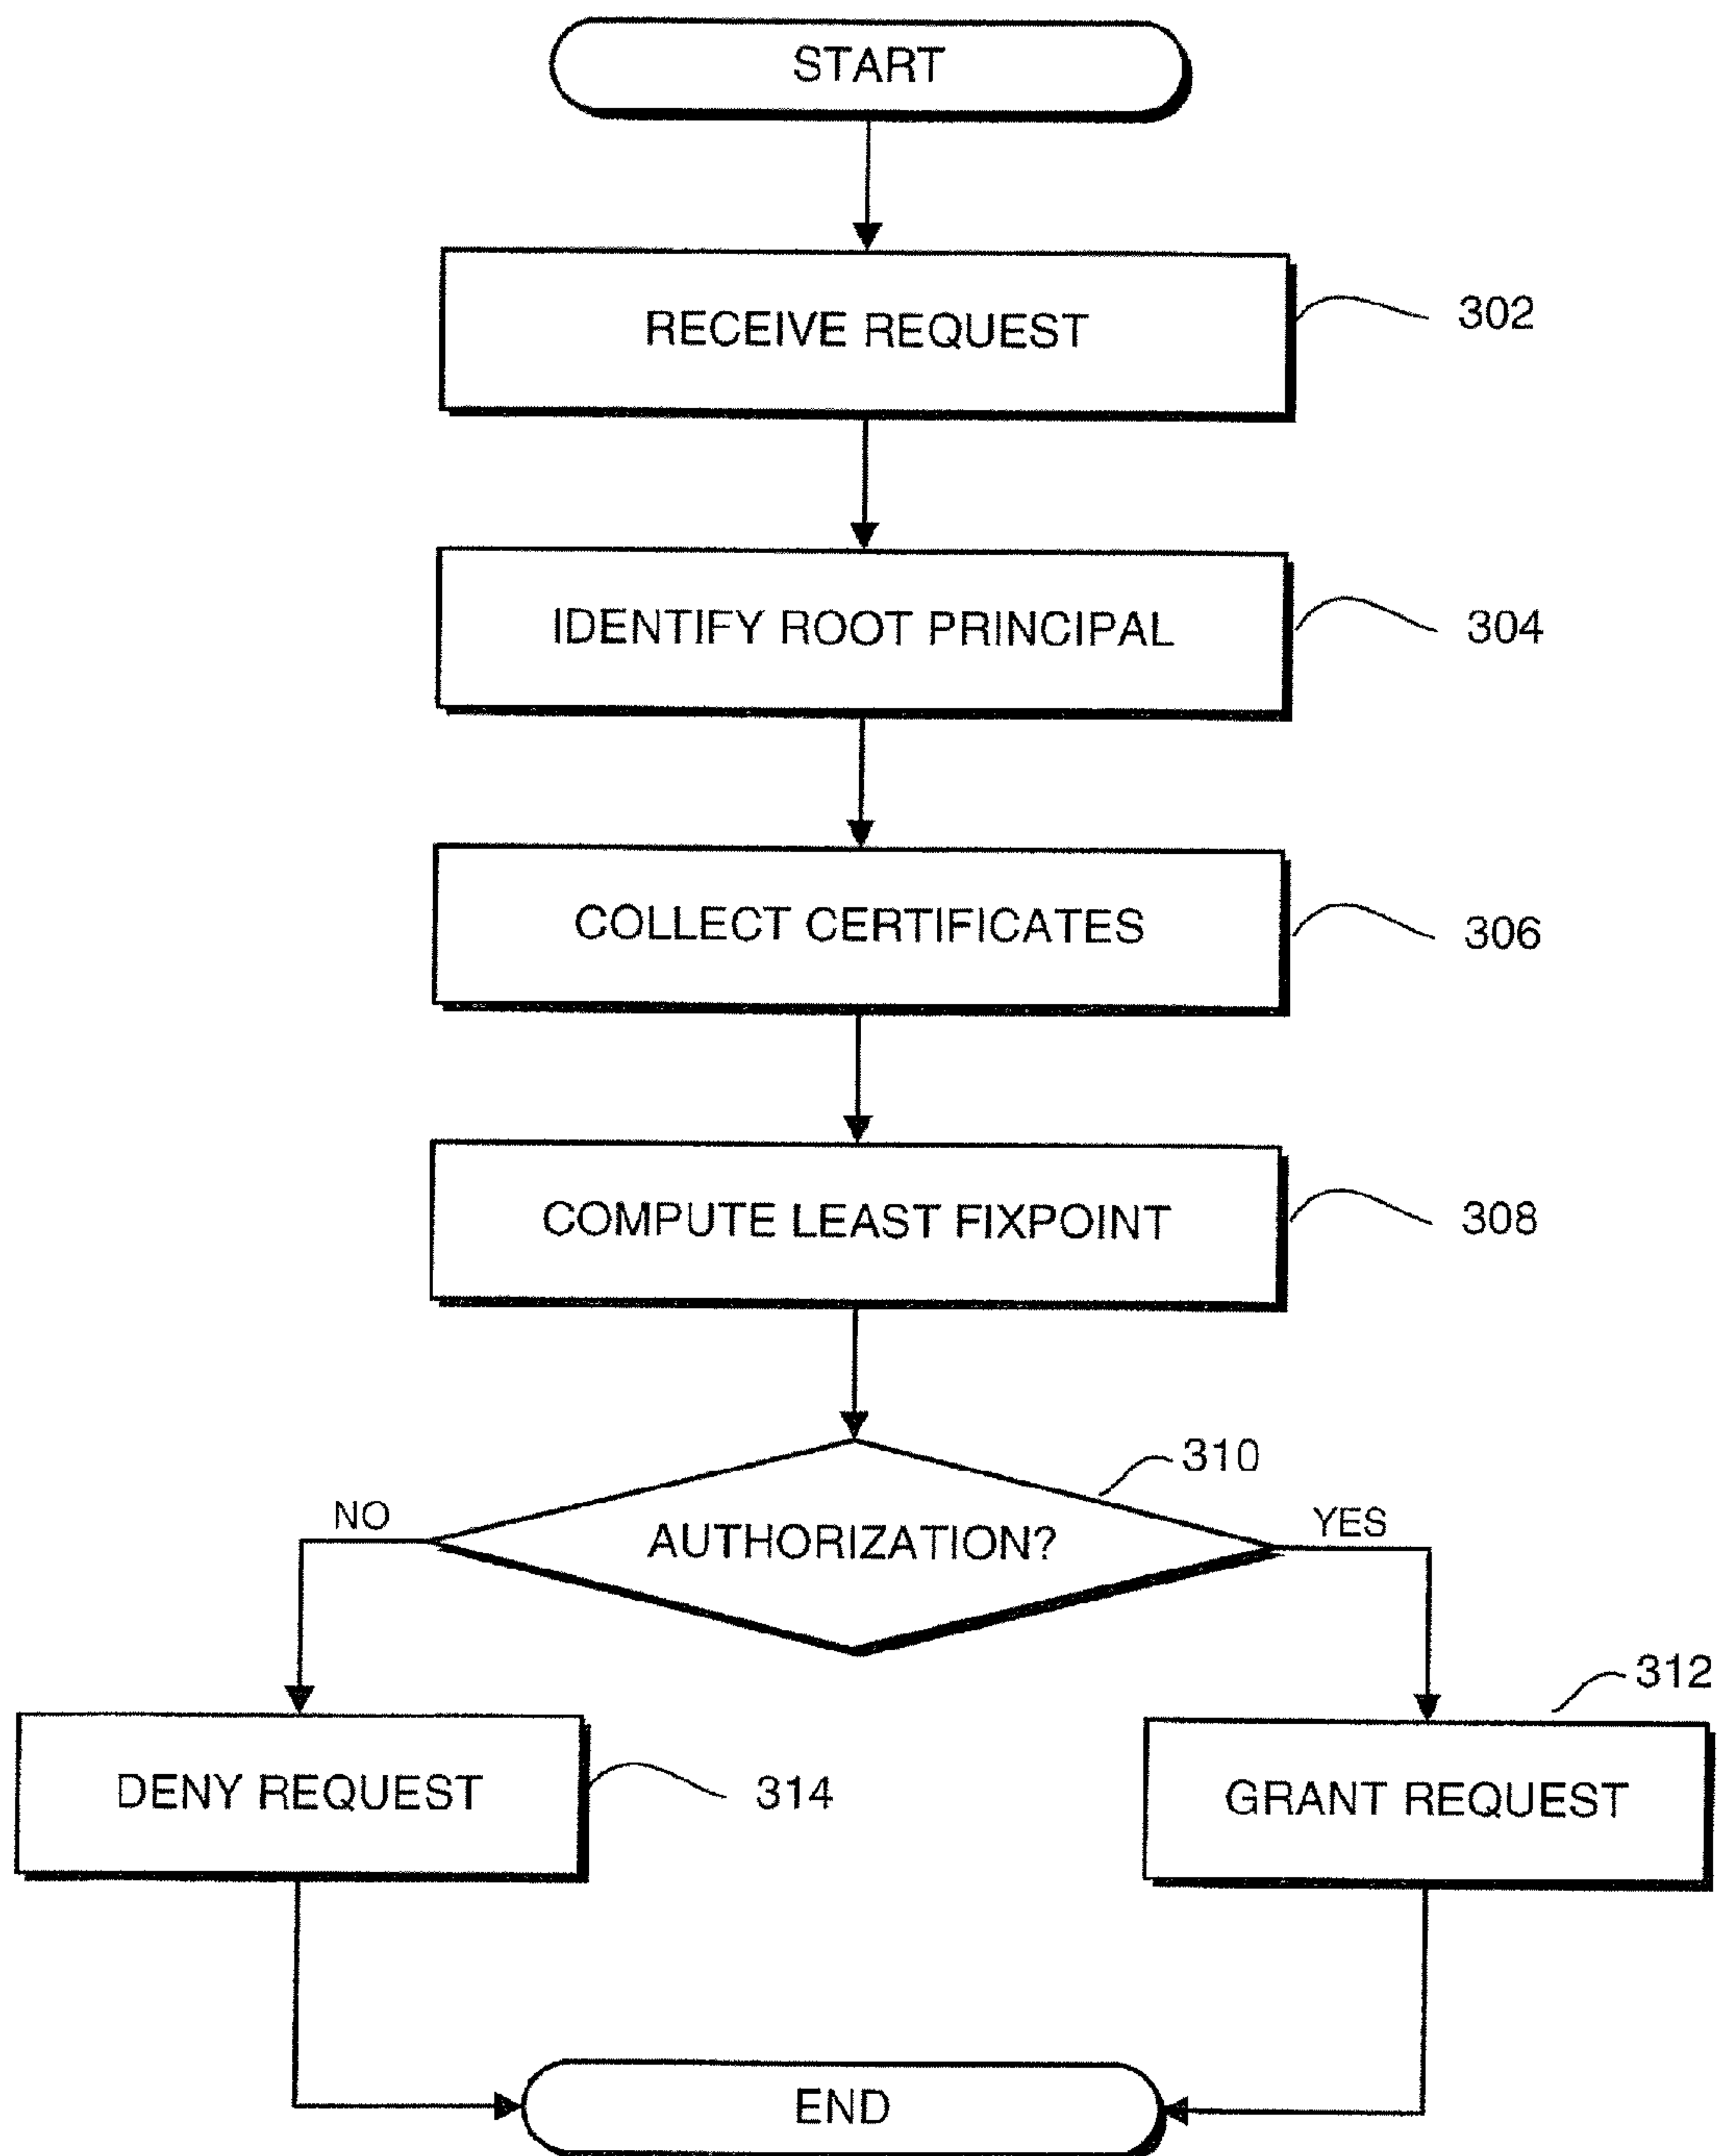 START
RECEIVE REQUEST
302
IDENTIFY ROOT PRINCIPAL
304
COLLECT CERTIFICATES
306
COMPUTE LEAST FIXPOINT
308
310
NO
AUTHORIZATION?
YES
312
DENY REQUEST
314
GRANT REQUEST
END